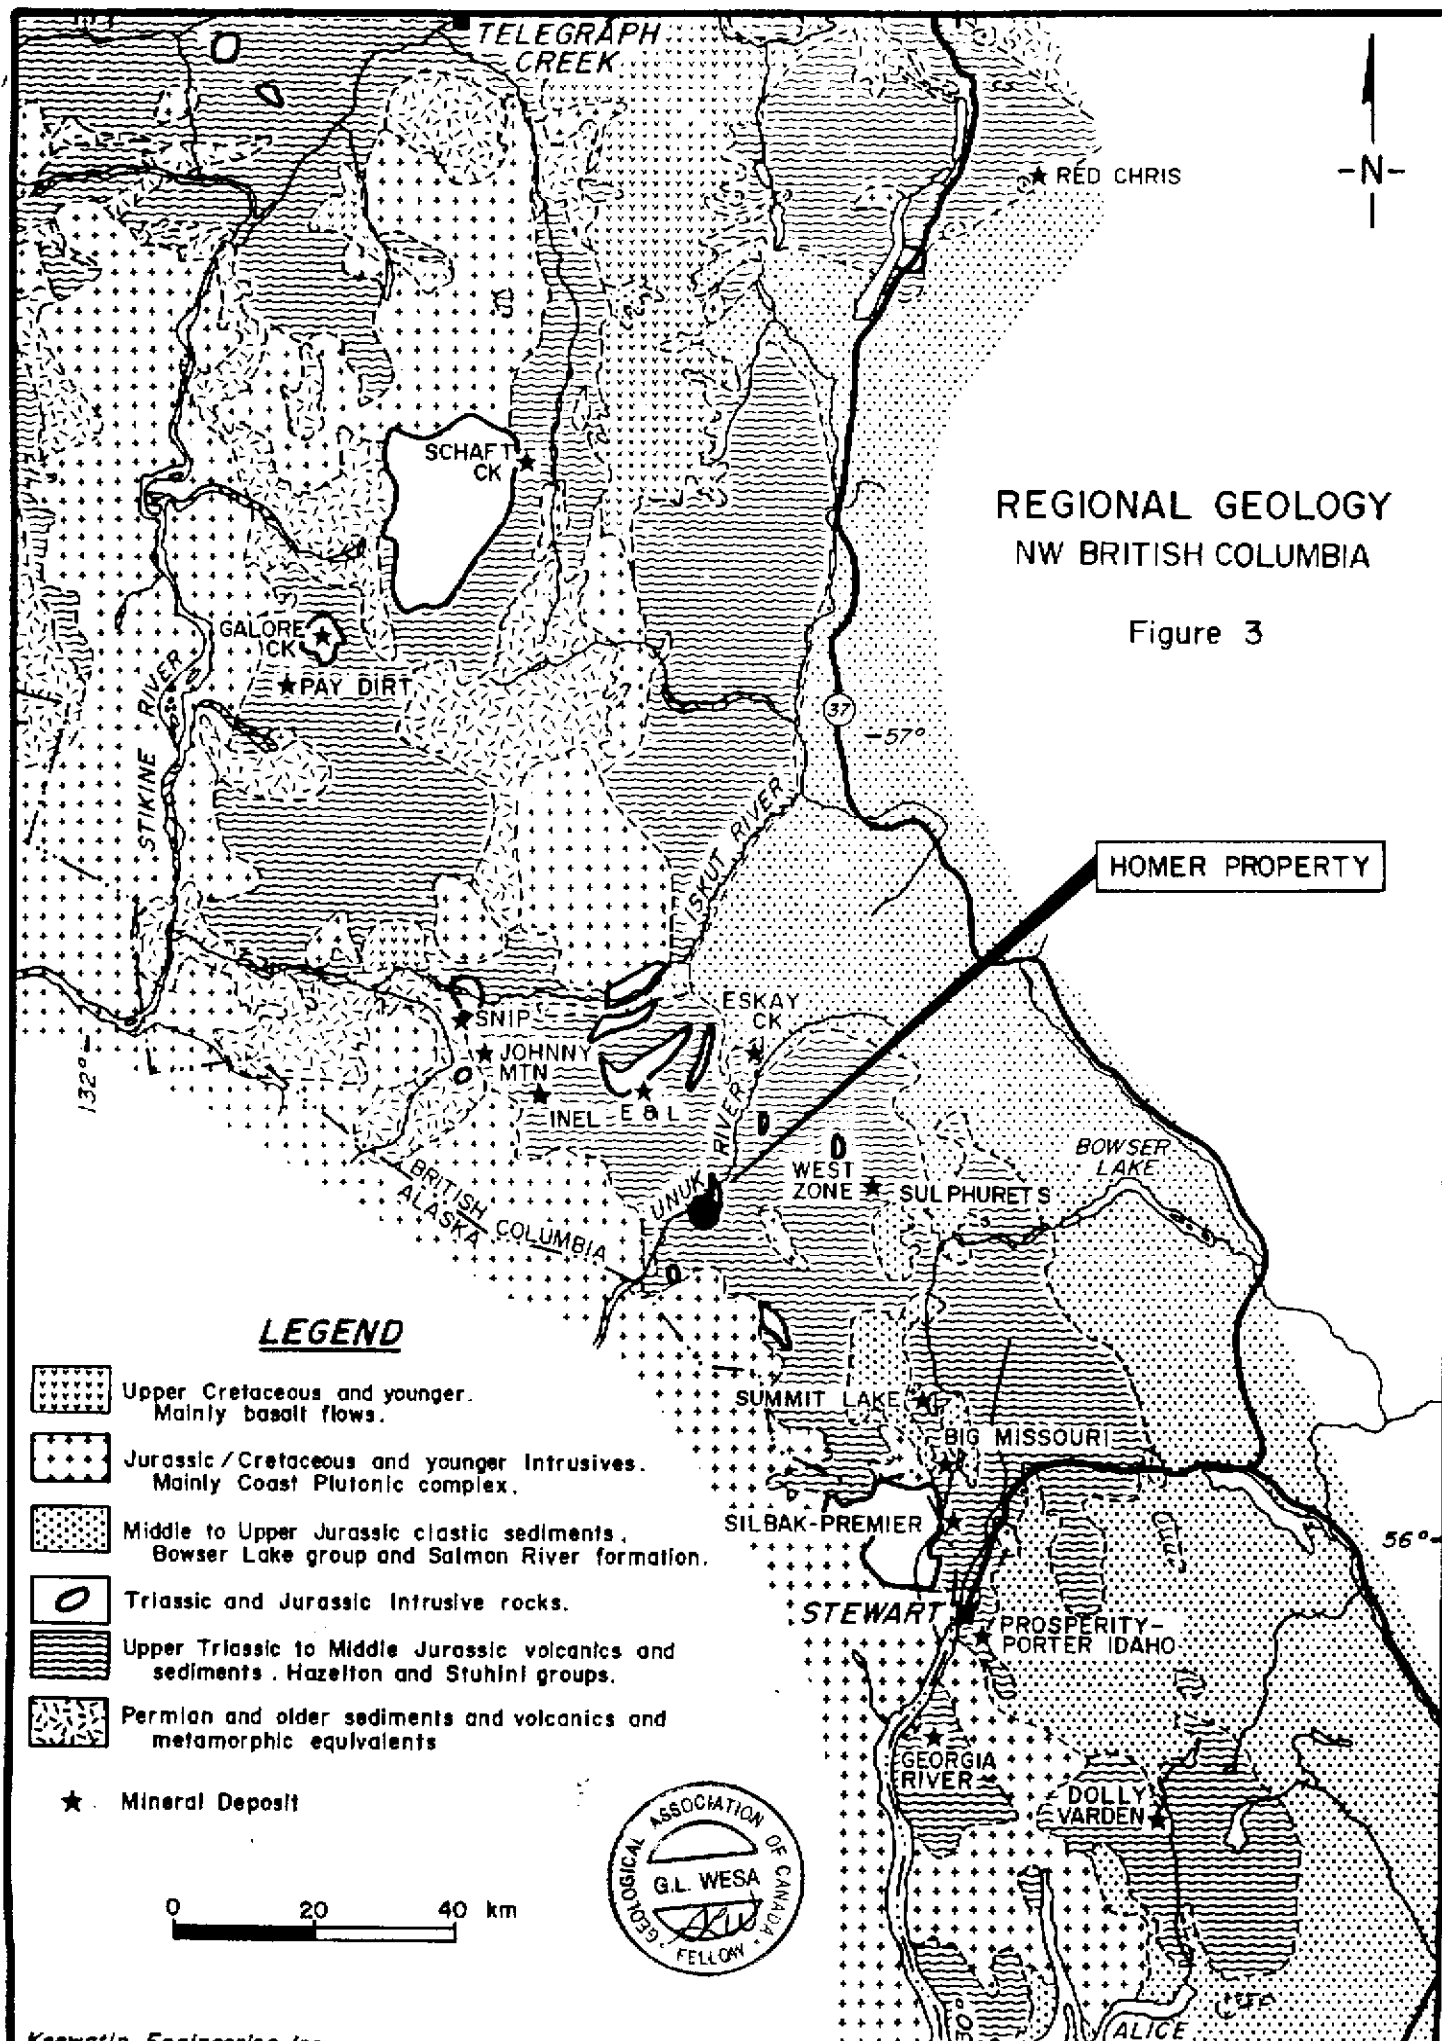 TELEGRAPH
CREEK
RED CHRIS
-N-
SCHAFT
CK
REGIONAL GEOLOGY
NW BRITISH COLUMBIA
Figure 3
GALORE
CK
PAY DIRT
STIKINE RIVER
37
57°
ISKUT RIVER
HOMER PROPERTY
ESKAY
CK
SNIP
JOHNNY
MTN
INEL
E & L
132°
UNUK RIVER
WEST
ZONE
SULPHURETS
BOWSER
LAKE
BRITISH COLUMBIA
ALASKA
LEGEND
Upper Cretaceous and younger.
Mainly basalt flows.
Jurassic/Cretaceous and younger Intrusives.
Mainly Coast Plutonic complex.
Middle to Upper Jurassic clastic sediments.
Bowser Lake group and Salmon River formation.
Triassic and Jurassic Intrusive rocks.
Upper Triassic to Middle Jurassic volcanics and
sediments. Hazelton and Stuhini groups.
Permian and older sediments and volcanics and
metamorphic equivalents
Mineral Deposit
SUMMIT LAKE
BIG MISSOURI
SILBAK-PREMIER
56°
STEWART
PROSPERITY-
PORTER IDAHO
GEORGIA
RIVER
DOLLY
VARDEN
GEOLOGICAL ASSOCIATION OF CANADA
G.L. WESA
FELLOW
0 20 40 km
ALICE
Keewatin Engineering Inc.